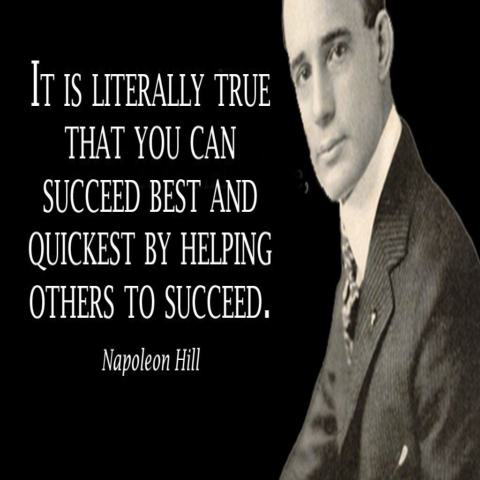 It is literally true
that you can
succeed best and
quickest by helping
others to succeed.
Napoleon Hill